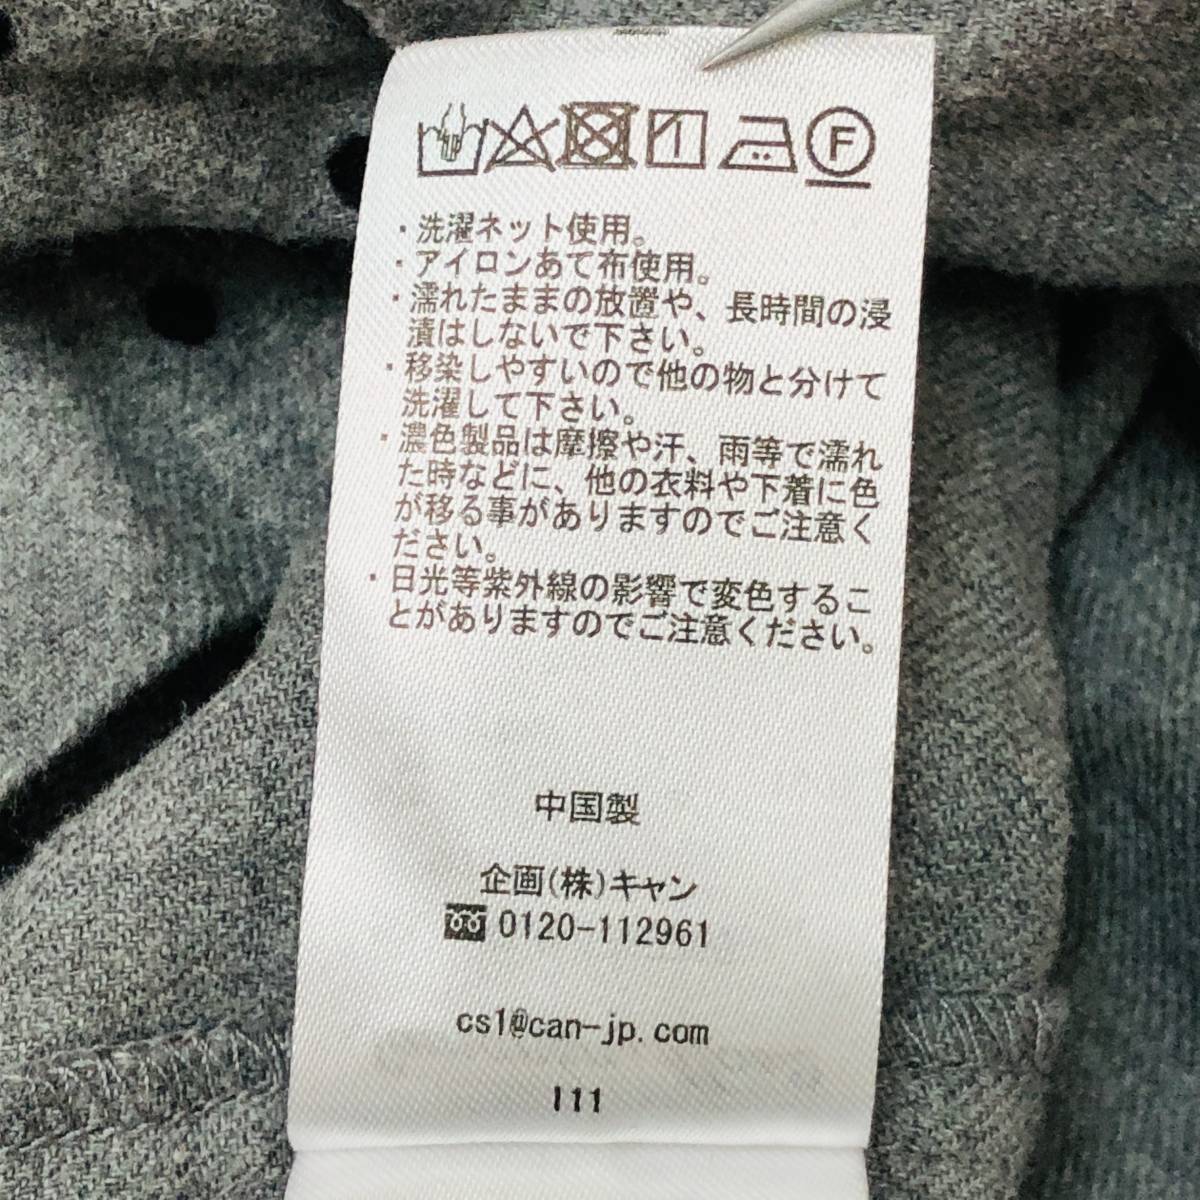 F
・洗濯ネット使用。
・アイロンあて布使用。
・濡れたままの放置や、長時間の浸
漬はしないで下さい。
・移染しやすいので他の物と分けて
洗濯して下さい。
・濃色製品は摩擦や汗、雨等で濡れ
た時などに、他の衣料や下着に色
が移る事がありますのでご注意く
ださい。
・日光等紫外線の影響で変色するこ
とがありますのでご注意ください。
中国製
企画(株)キャン
0120-112961
cs1@can-jp.com
111